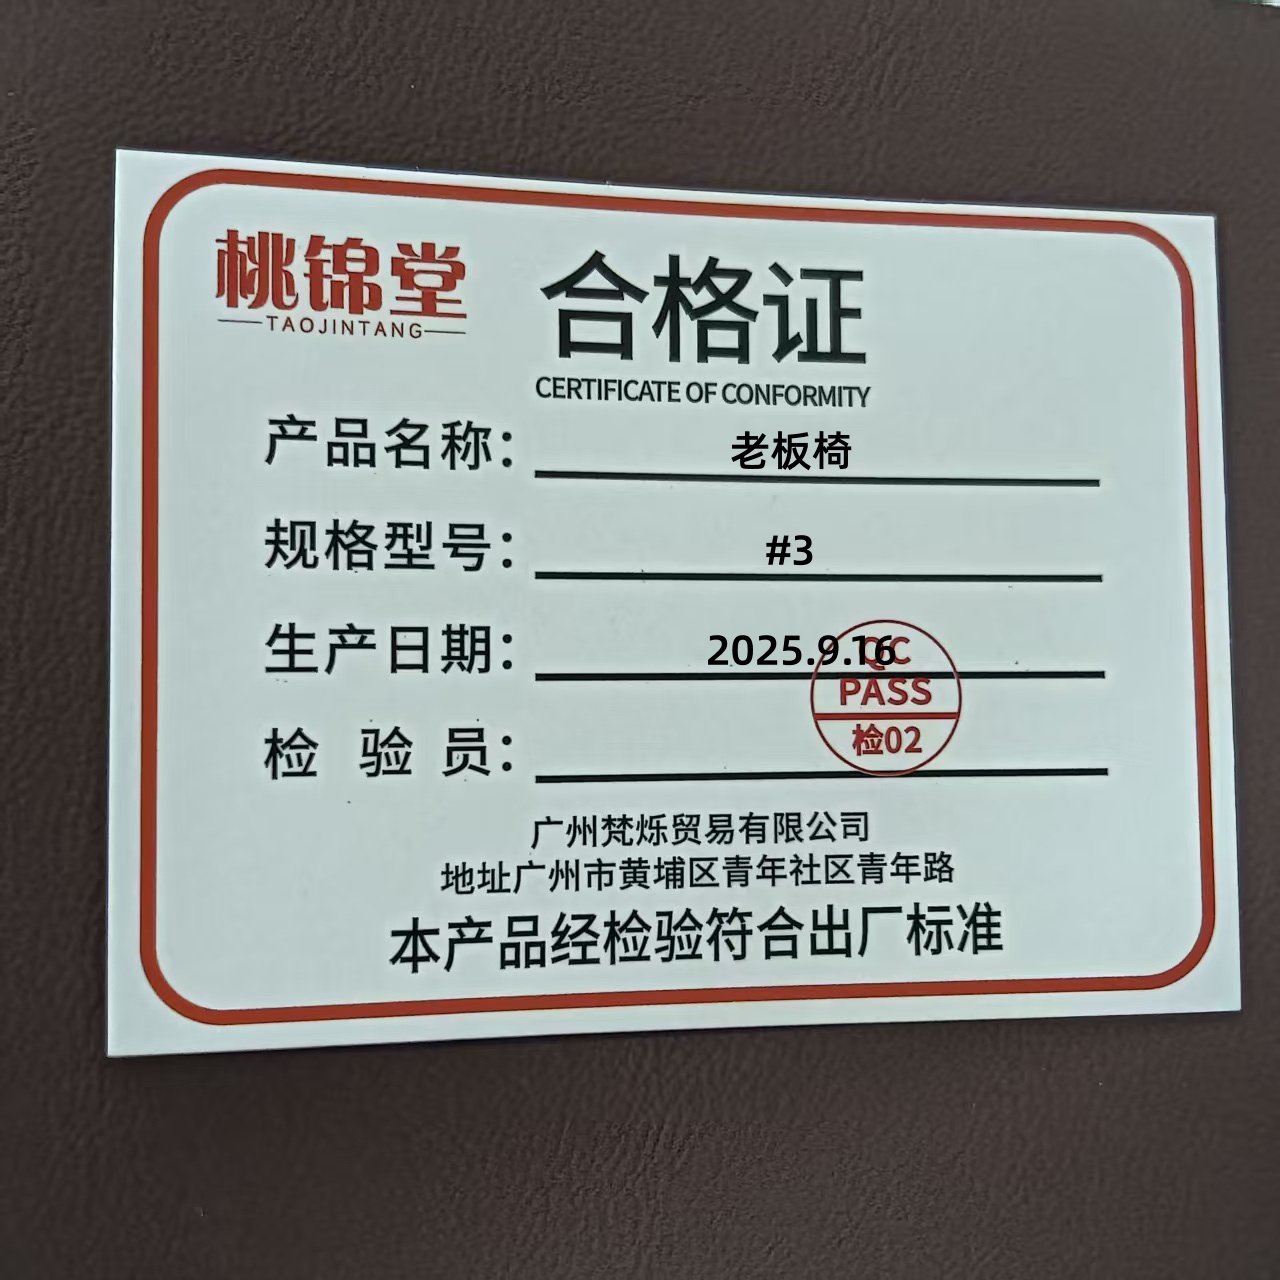 桃锦堂
TAOJINTANG
合格证
CERTIFICATE OF CONFORMITY
产品名称： 老板椅
规格型号： #3
生产日期： 2025.9.16
QC
PASS
检02
检 验 员：
广州梵烁贸易有限公司
地址广州市黄埔区青年社区青年路
本产品经检验符合出厂标准